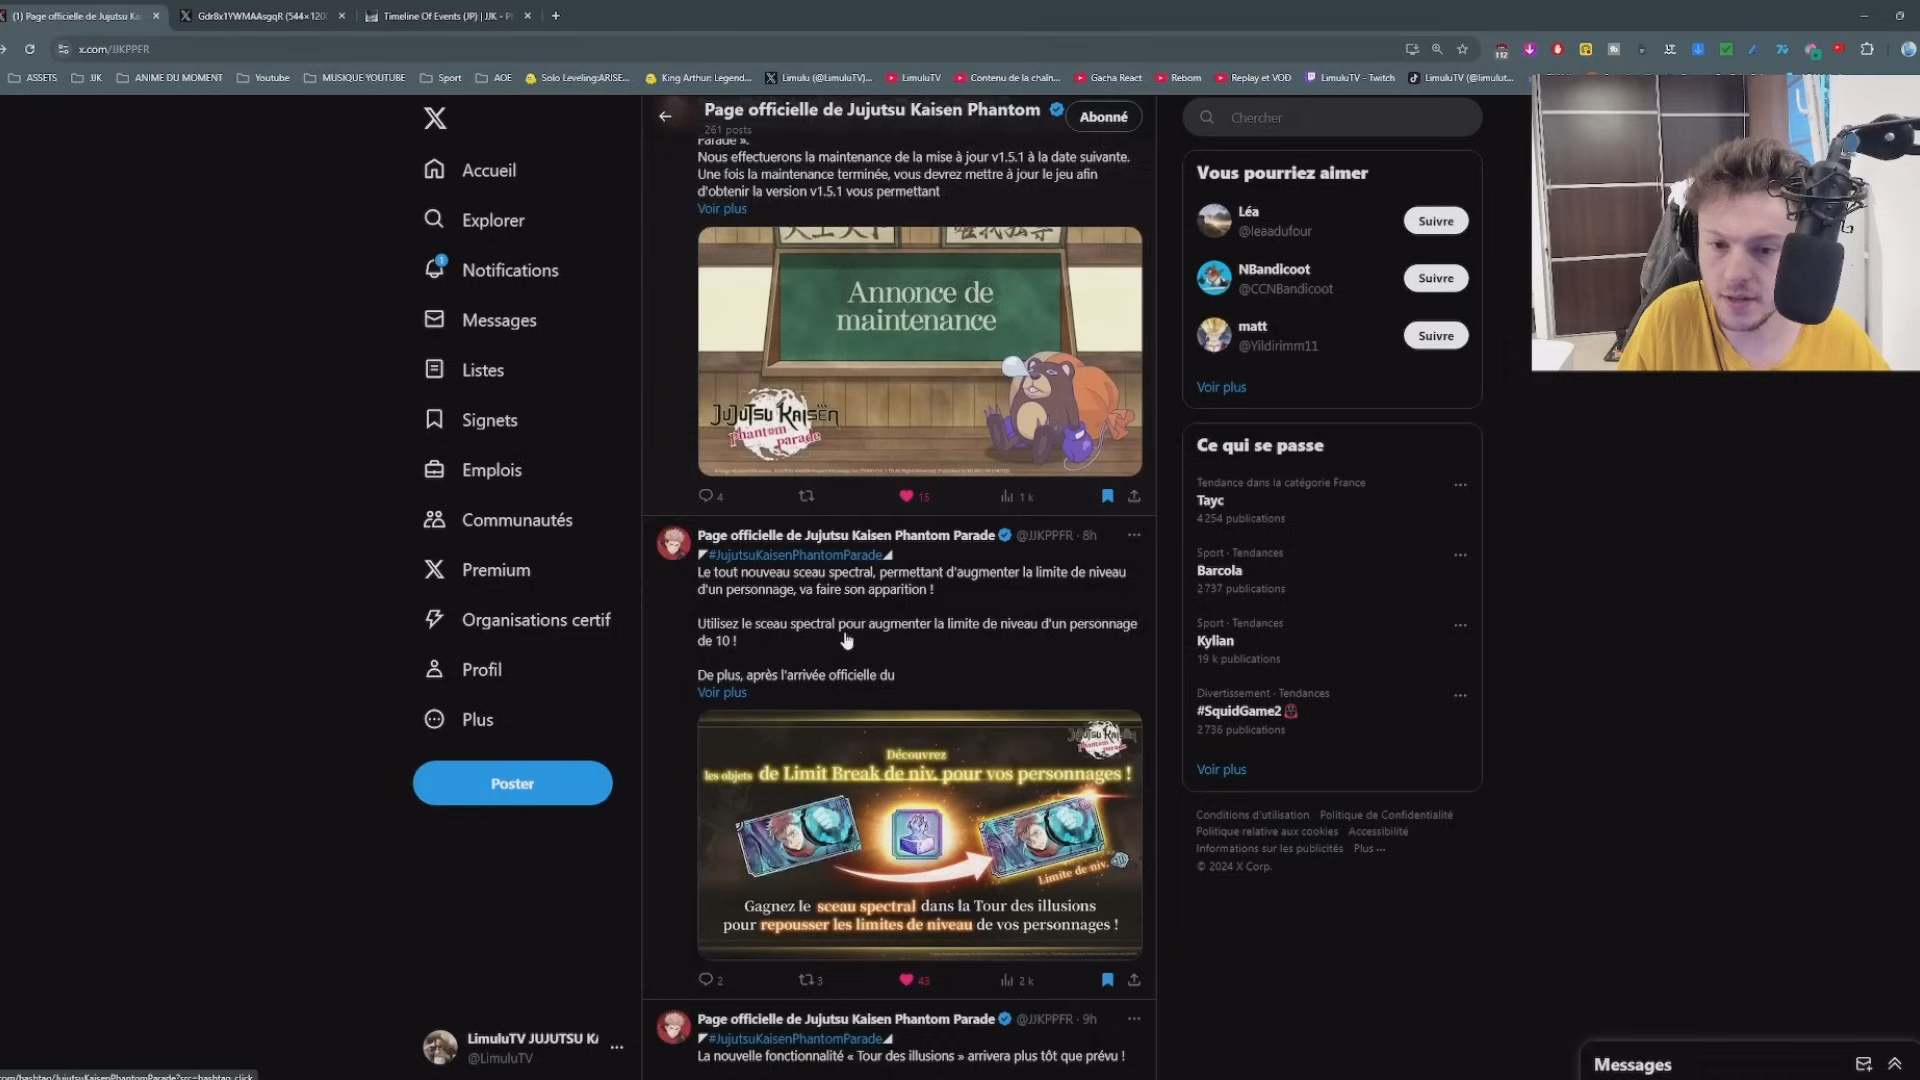 (1) Page officielle de Jujutsu Ka
Gdr8x1YWMAAsgqR (544×120
Timeline Of Events (JP) | JJK - P
x.com/JJKPPFR
112
ASSETS
JJK
ANIME DU MOMENT
Youtube
MUSIQUE YOUTUBE
Sport
AOE
Solo Leveling:ARISE...
King Arthur: Legend...
Limulu (@LimuluTV)...
LimuluTV
Contenu de la chaîn...
Gacha React
Reborn
Replay et VOD
LimuluTV - Twitch
LimuluTV (@limulut...
Accueil
Explorer
1
Notifications
Messages
Listes
Signets
Emplois
Communautés
Premium
Organisations certif
Profil
Plus
Poster
LimuluTV JUJUTSU KA
@LimuluTV
Page officielle de Jujutsu Kaisen Phantom
261 posts
Abonné
Parade ».
Nous effectuerons la maintenance de la mise à jour v1.5.1 à la date suivante.
Une fois la maintenance terminée, vous devrez mettre à jour le jeu afin
d'obtenir la version v1.5.1 vous permettant
Voir plus
Annonce de
maintenance
JUJUTSU KAISEN
Phantom
parade
4
15
1 k
Page officielle de Jujutsu Kaisen Phantom Parade @JJKPPFR · 8h
◤#JujutsuKaisenPhantomParade◢
Le tout nouveau sceau spectral, permettant d'augmenter la limite de niveau
d'un personnage, va faire son apparition !
Utilisez le sceau spectral pour augmenter la limite de niveau d'un personnage
de 10 !
De plus, après l'arrivée officielle du
Voir plus
JUJUTSU KAISEN
Phantom
parade
Découvrez
les objets de Limit Break de niv. pour vos personnages !
Limite de niv.
Gagnez le sceau spectral dans la Tour des illusions
pour repousser les limites de niveau de vos personnages !
2
3
43
2 k
Page officielle de Jujutsu Kaisen Phantom Parade @JJKPPFR · 9h
◤#JujutsuKaisenPhantomParade◢
La nouvelle fonctionnalité « Tour des illusions » arrivera plus tôt que prévu !
Chercher
Vous pourriez aimer
Léa
@leaadufour
Suivre
NBandicoot
@CCNBandicoot
Suivre
matt
@Yildirimm11
Suivre
Voir plus
Ce qui se passe
Tendance dans la catégorie France
Tayc
4 254 publications
Sport · Tendances
Barcola
2 737 publications
Sport · Tendances
Kylian
19 k publications
Divertissement · Tendances
#SquidGame2
2 736 publications
Voir plus
Conditions d'utilisation Politique de Confidentialité
Politique relative aux cookies Accessibilité
Informations sur les publicités Plus ···
© 2024 X Corp.
Messages
.com/hashtag/JujutsuKaisenPhantomParade?src=hashtag_click